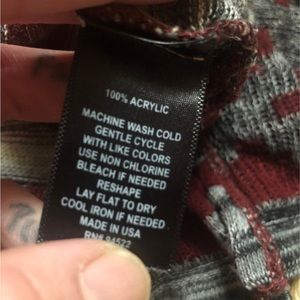 100% ACRYLIC
MACHINE WASH COLD
GENTLE CYCLE
WITH LIKE COLORS
USE NON CHLORINE
BLEACH IF NEEDED
RESHAPE
LAY FLAT TO DRY
COOL IRON IF NEEDED
MADE IN USA
RN# 94522